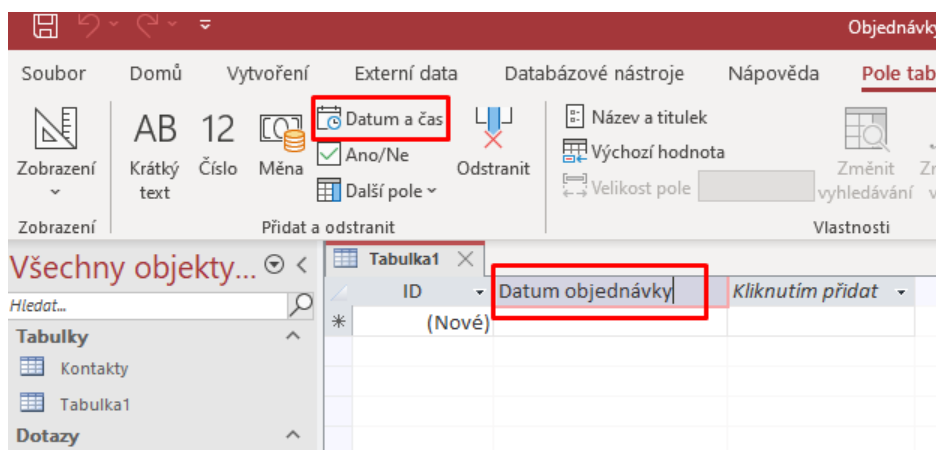 Objednávky
Soubor Domů Vytvoření Externí data Databázové nástroje Nápověda Pole tab
Zobrazení
AB
Krátký text
12
Číslo
Měna
Datum a čas
Ano/Ne
Další pole
Odstranit
Název a titulek
Výchozí hodnota
Velikost pole
Změnit vyhledávání
Zobrazení
Přidat a odstranit
Vlastnosti
Všechny objekty...
Hledat...
Tabulky
Kontakty
Tabulka1
Dotazy
Tabulka1
ID Datum objednávky Kliknutím přidat
(Nové)